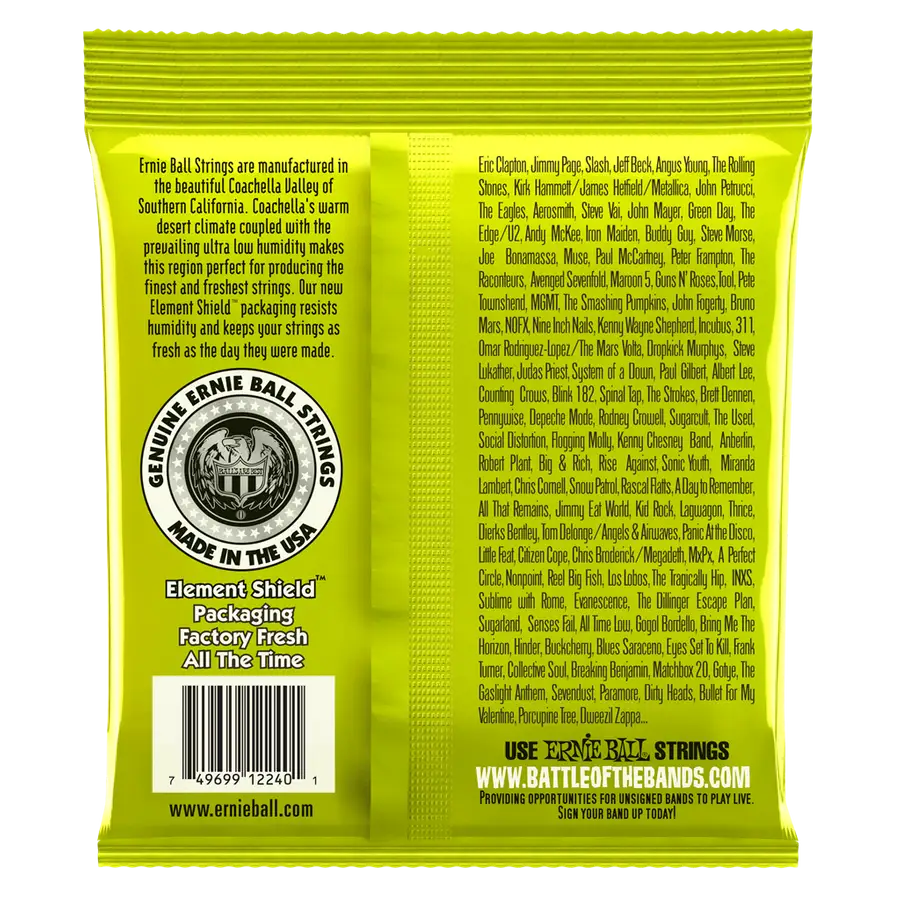 Ernie Ball Strings are manufactured in
the beautiful Coachella Valley of
Southern California. Coachella's warm
desert climate coupled with the
prevailing ultra low humidity makes
this region perfect for producing the
finest and freshest strings. Our new
Element Shield™ packaging resists
humidity and keeps your strings as
fresh as the day they were made.
GENUINE ERNIE BALL STRINGS
MADE IN THE USA
Element Shield™
Packaging
Factory Fresh
All The Time
7 49699 12240 1
www.ernieball.com
Eric Clapton, Jimmy Page, Slash, Jeff Beck, Angus Young, The Rolling
Stones, Kirk Hammett/James Hetfield/Metallica, John Petrucci,
The Eagles, Aerosmith, Steve Vai, John Mayer, Green Day, The
Edge/U2, Andy McKee, Iron Maiden, Buddy Guy, Steve Morse,
Joe Bonamassa, Muse, Paul McCartney, Peter Frampton, The
Raconteurs, Avenged Sevenfold, Maroon 5, Guns N' Roses,Tool, Pete
Townshend, MGMT, The Smashing Pumpkins, John Fogerty, Bruno
Mars, NOFX, Nine Inch Nails, Kenny Wayne Shepherd, Incubus, 311,
Omar Rodriguez-Lopez/The Mars Volta, Dropkick Murphys, Steve
Lukather, Judas Priest, System of a Down, Paul Gilbert, Albert Lee,
Counting Crows, Blink 182, Spinal Tap, The Strokes, Brett Dennen,
Pennywise, Depeche Mode, Rodney Crowell, Sugarcult, The Used,
Social Distortion, Flogging Molly, Kenny Chesney Band, Anberlin,
Robert Plant, Big & Rich, Rise Against, Sonic Youth, Miranda
Lambert, Chris Cornell, Snow Patrol, Rascal Flatts, A Day to Remember,
All That Remains, Jimmy Eat World, Kid Rock, Lagwagon, Thrice,
Dierks Bentley, Tom Delonge/Angels & Airwaves, Panic At the Disco,
Little Feat, Citizen Cope, Chris Broderick/Megadeth, MxPx, A Perfect
Circle, Nonpoint, Reel Big Fish, Los Lobos, The Tragically Hip, INXS,
Sublime with Rome, Evanescence, The Dillinger Escape Plan,
Sugarland, Senses Fail, All Time Low, Gogol Bordello, Bring Me The
Horizon, Hinder, Buckcherry, Blues Saraceno, Eyes Set To Kill, Frank
Turner, Collective Soul, Breaking Benjamin, Matchbox 20, Gotye, The
Gaslight Anthem, Sevendust, Paramore, Dirty Heads, Bullet For My
Valentine, Porcupine Tree, Dweezil Zappa...
USE ERNIE BALL® STRINGS
WWW.BATTLEOFTHEBANDS.COM
PROVIDING OPPORTUNITIES FOR UNSIGNED BANDS TO PLAY LIVE.
SIGN YOUR BAND UP TODAY!